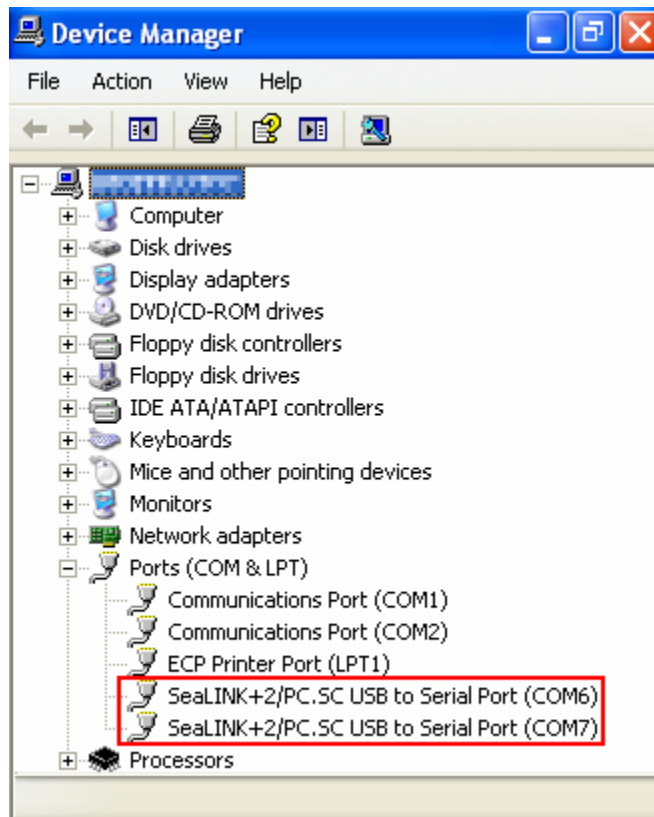 Device Manager
File Action View Help
Computer
Disk drives
Display adapters
DVD/CD-ROM drives
Floppy disk controllers
Floppy disk drives
IDE ATA/ATAPI controllers
Keyboards
Mice and other pointing devices
Monitors
Network adapters
Ports (COM & LPT)
Communications Port (COM1)
Communications Port (COM2)
ECP Printer Port (LPT1)
SeaLINK+2/PC.SC USB to Serial Port (COM6)
SeaLINK+2/PC.SC USB to Serial Port (COM7)
Processors